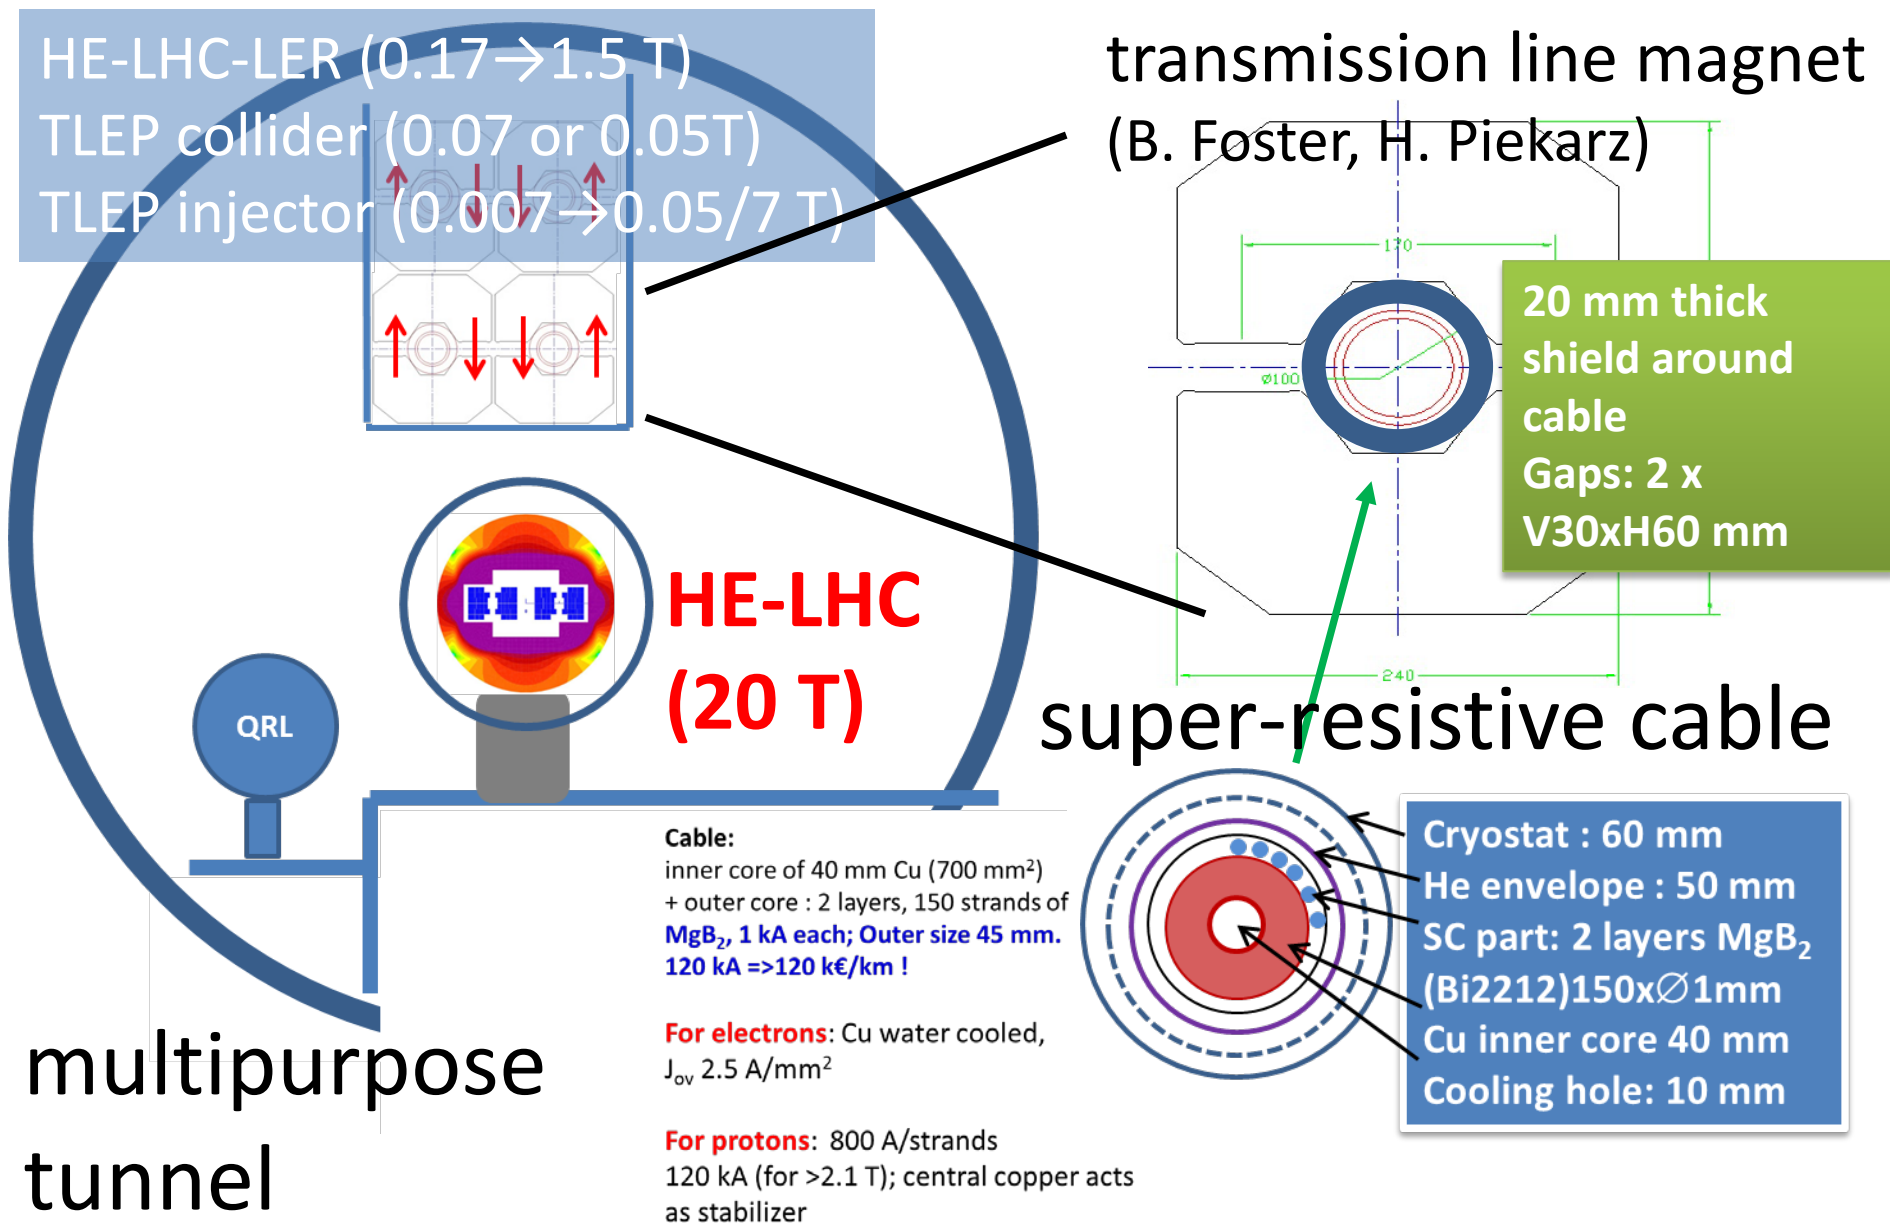 HE-LHC-LER (0.17→1.5 T)
TLEP collider (0.07 or 0.05T)
TLEP injector (0.007→0.05/7 T)
transmission line magnet
(B. Foster, H. Piekarz)
170
Ø100
240
20 mm thick
shield around
cable
Gaps: 2 x
V30xH60 mm
HE-LHC
(20 T)
QRL
super-resistive cable
Cable:
inner core of 40 mm Cu (700 mm²)
+ outer core : 2 layers, 150 strands of
MgB₂, 1 kA each; Outer size 45 mm.
120 kA =>120 k€/km !
For electrons: Cu water cooled,
Jₒᵥ 2.5 A/mm²
For protons: 800 A/strands
120 kA (for >2.1 T); central copper acts
as stabilizer
Cryostat : 60 mm
He envelope : 50 mm
SC part: 2 layers MgB₂
(Bi2212)150x∅1mm
Cu inner core 40 mm
Cooling hole: 10 mm
multipurpose
tunnel